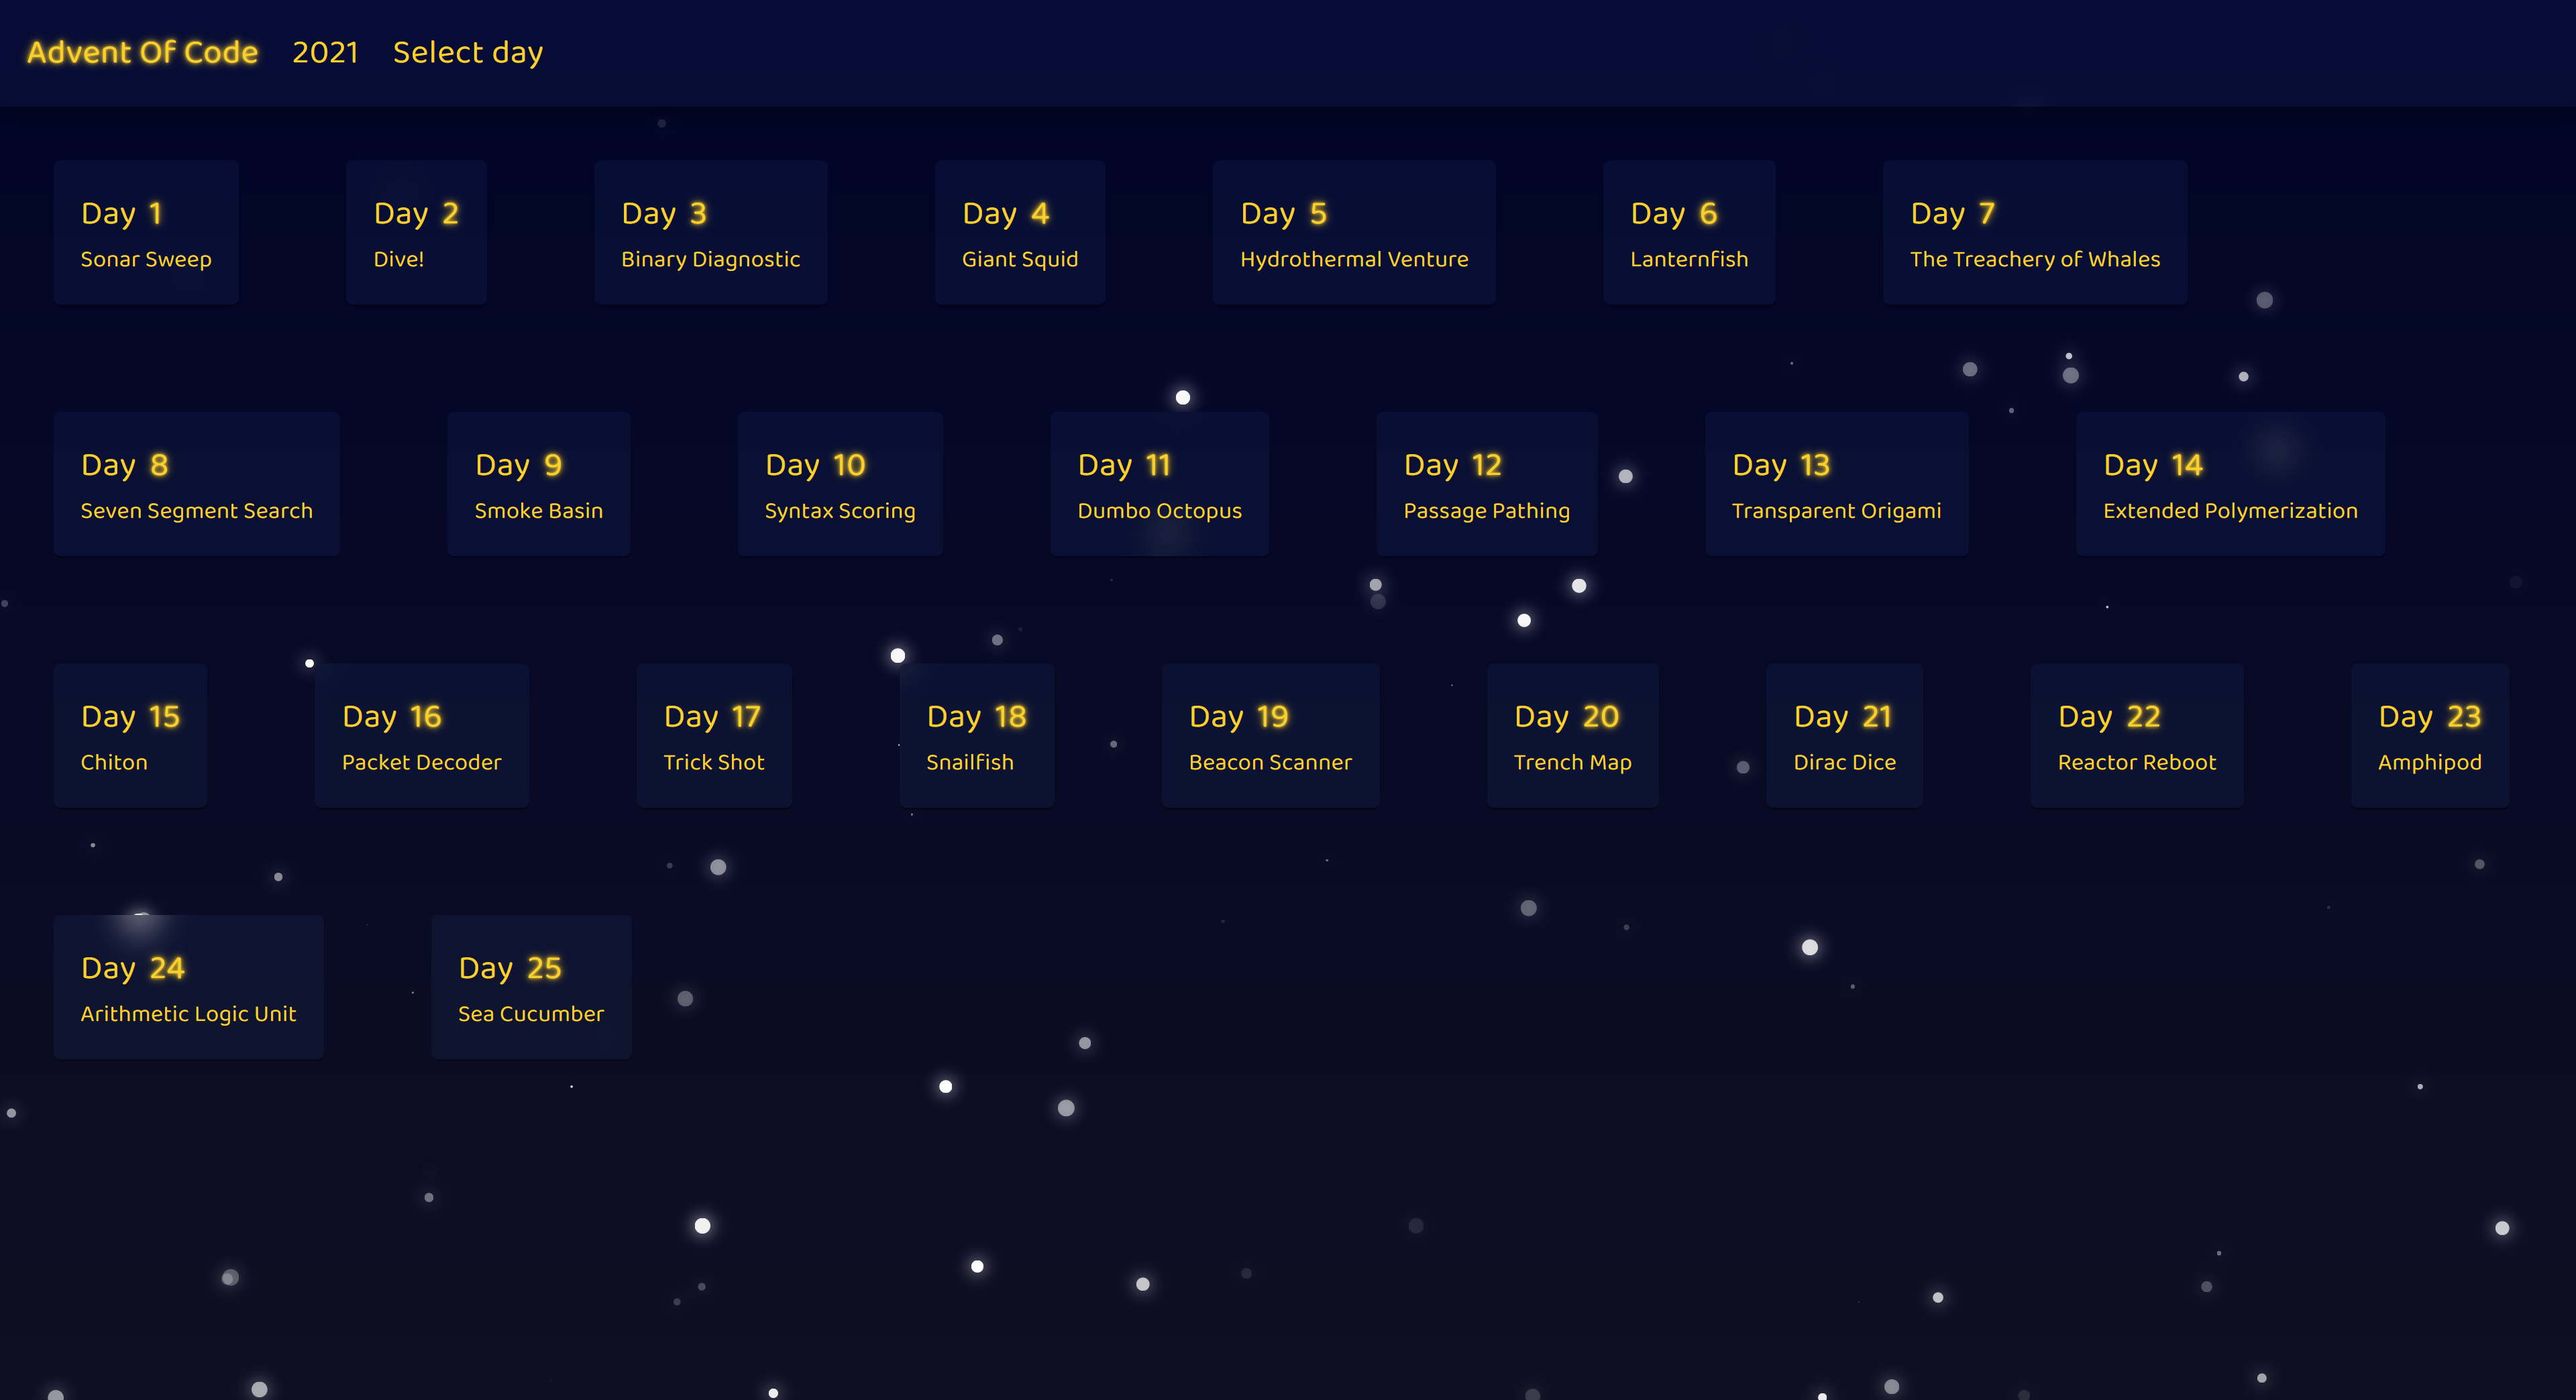 Advent Of Code 2021 Select day
Day 1
Sonar Sweep
Day 2
Dive!
Day 3
Binary Diagnostic
Day 4
Giant Squid
Day 5
Hydrothermal Venture
Day 6
Lanternfish
Day 7
The Treachery of Whales
Day 8
Seven Segment Search
Day 9
Smoke Basin
Day 10
Syntax Scoring
Day 11
Dumbo Octopus
Day 12
Passage Pathing
Day 13
Transparent Origami
Day 14
Extended Polymerization
Day 15
Chiton
Day 16
Packet Decoder
Day 17
Trick Shot
Day 18
Snailfish
Day 19
Beacon Scanner
Day 20
Trench Map
Day 21
Dirac Dice
Day 22
Reactor Reboot
Day 23
Amphipod
Day 24
Arithmetic Logic Unit
Day 25
Sea Cucumber